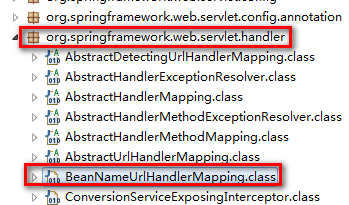 org.springframework.web.servlet.config.annotation
org.springframework.web.servlet.handler
AbstractDetectingUrlHandlerMapping.class
AbstractHandlerExceptionResolver.class
AbstractHandlerMapping.class
AbstractHandlerMethodExceptionResolver.class
AbstractHandlerMethodMapping.class
AbstractUrlHandlerMapping.class
BeanNameUrlHandlerMapping.class
ConversionServiceExposingInterceptor.class